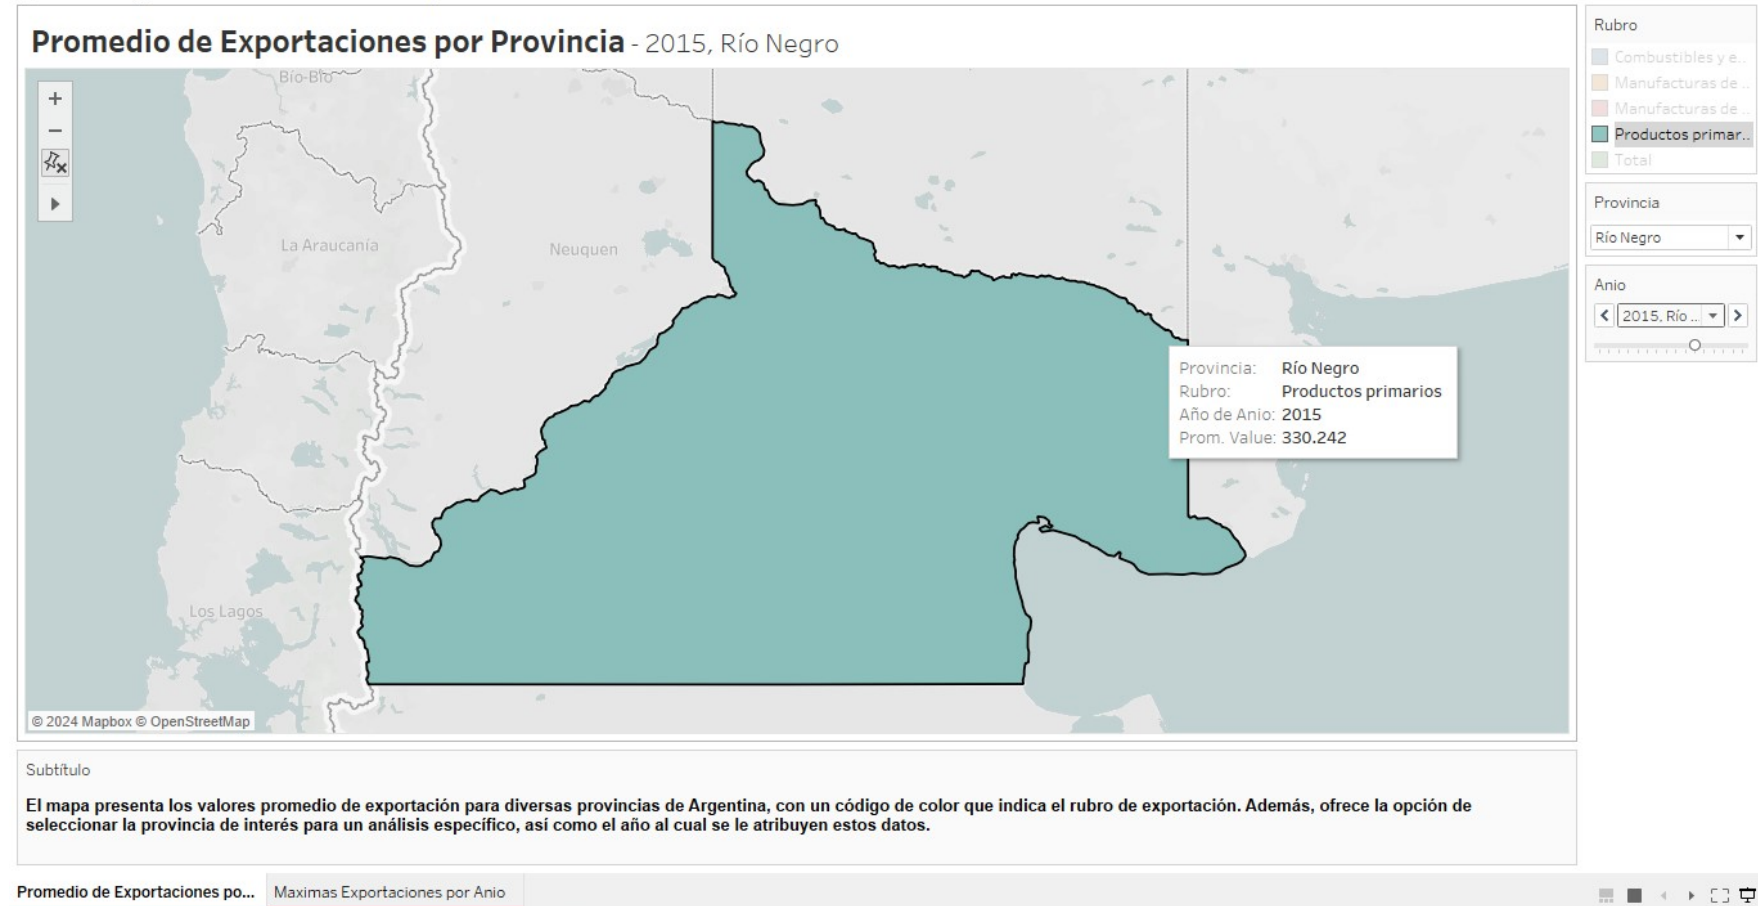 Promedio de Exportaciones por Provincia - 2015, Río Negro
Bío-Bío
La Araucanía
Neuquen
Los Lagos
Provincia: Río Negro
Rubro: Productos primarios
Año de Anio: 2015
Prom. Value: 330.242
© 2024 Mapbox © OpenStreetMap
Rubro
Combustibles y e..
Manufacturas de ..
Manufacturas de ..
Productos primar..
Total
Provincia
Río Negro
Anio
2015, Río ...
Subtítulo
El mapa presenta los valores promedio de exportación para diversas provincias de Argentina, con un código de color que indica el rubro de exportación. Además, ofrece la opción de
seleccionar la provincia de interés para un análisis específico, así como el año al cual se le atribuyen estos datos.
Promedio de Exportaciones po...
Maximas Exportaciones por Anio